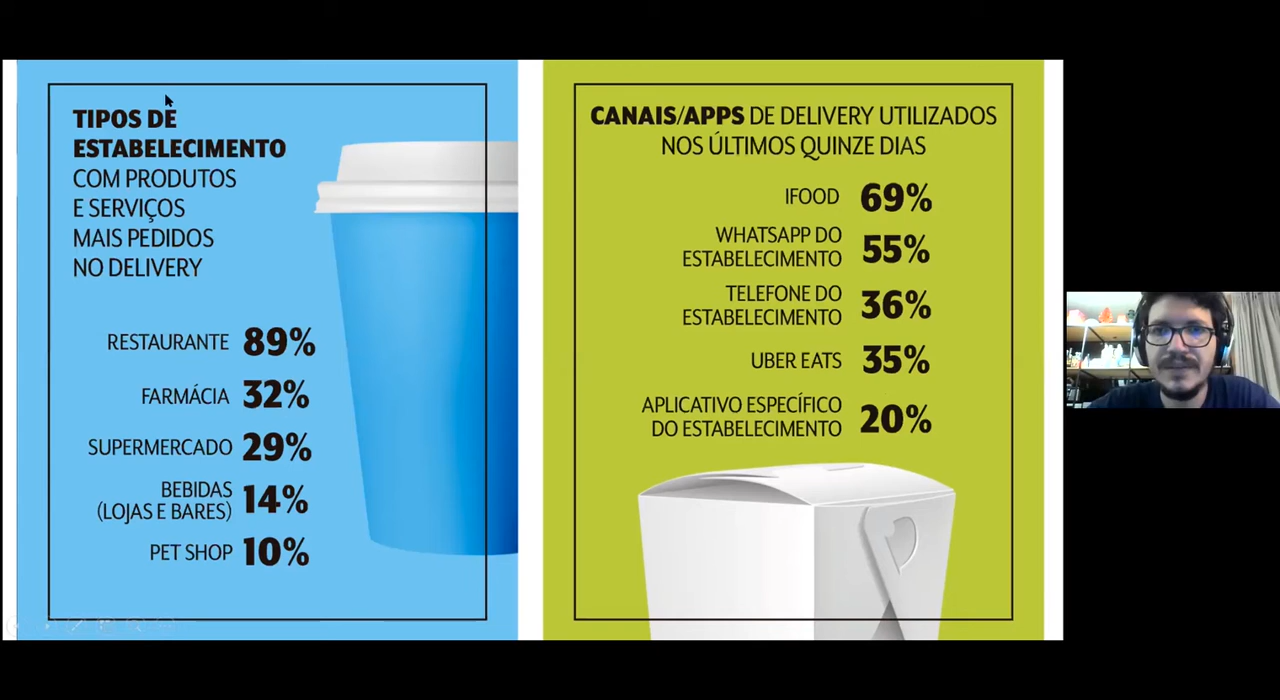 TIPOS DE
ESTABELECIMENTO
COM PRODUTOS
E SERVIÇOS
MAIS PEDIDOS
NO DELIVERY
RESTAURANTE 89%
FARMÁCIA 32%
SUPERMERCADO 29%
BEBIDAS
(LOJAS E BARES) 14%
PET SHOP 10%
CANAIS/APPS DE DELIVERY UTILIZADOS
NOS ÚLTIMOS QUINZE DIAS
IFOOD 69%
WHATSAPP DO
ESTABELECIMENTO 55%
TELEFONE DO
ESTABELECIMENTO 36%
UBER EATS 35%
APLICATIVO ESPECÍFICO
DO ESTABELECIMENTO 20%